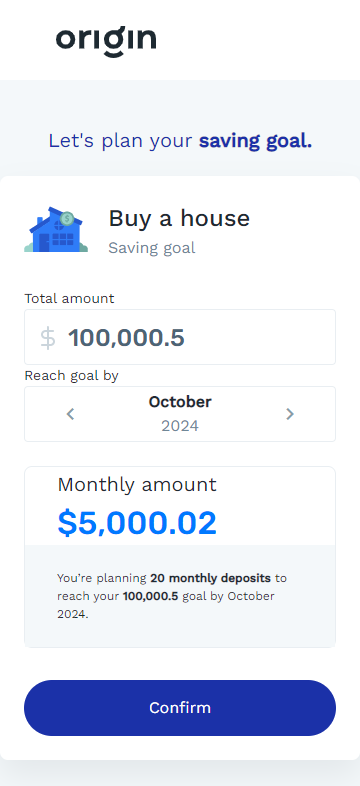 origin
Let's plan your saving goal.
Buy a house
Saving goal
Total amount
$ 100,000.5
Reach goal by
October
2024
Monthly amount
$5,000.02
You're planning 20 monthly deposits to
reach your 100,000.5 goal by October
2024.
Confirm